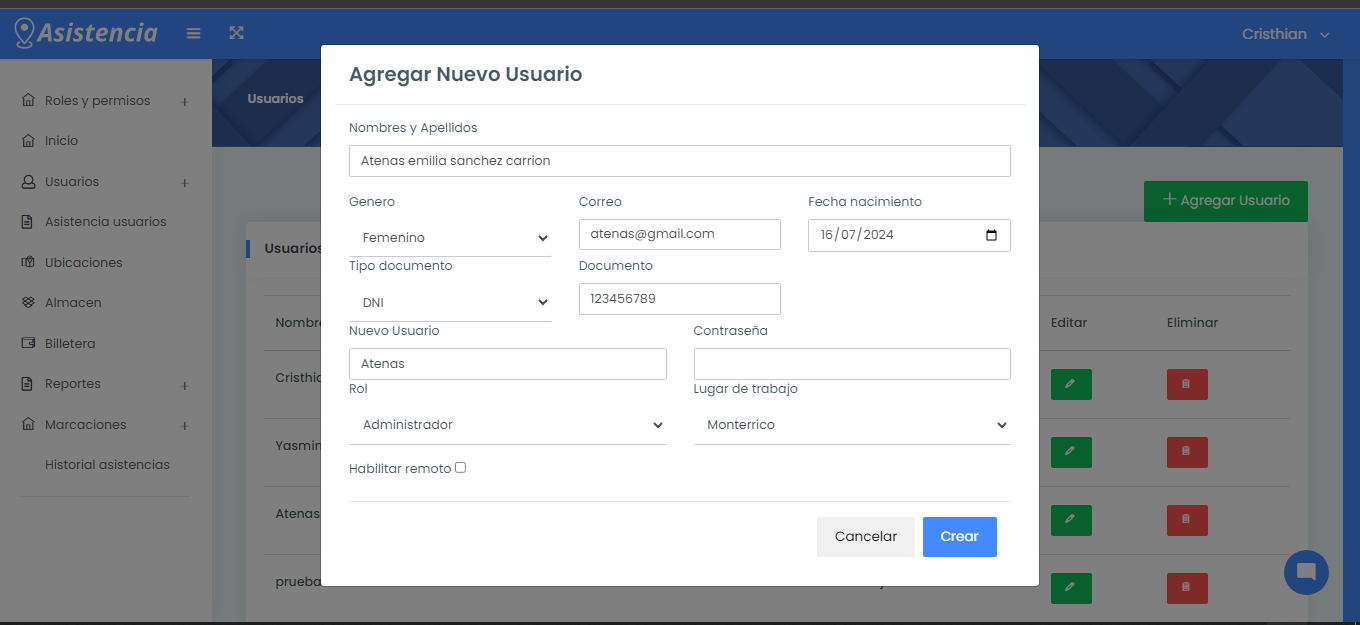 Asistencia
Cristhian
Agregar Nuevo Usuario
Roles y permisos +
Usuarios
Inicio
Nombres y Apellidos
Atenas emilia sanchez carrion
Usuarios +
Genero Correo Fecha nacimiento
+ Agregar Usuario
Asistencia usuarios
Femenino atenas@gmail.com 16/07/2024
Usuarios
Ubicaciones
Tipo documento Documento
Almacen
DNI 123456789
Nuevo Usuario Contraseña
Editar Eliminar
Billetera
Atenas
Reportes +
Rol Lugar de trabajo
Marcaciones +
Administrador Monterrico
Historial asistencias
Habilitar remoto
Atenas
prueba
Cancelar Crear